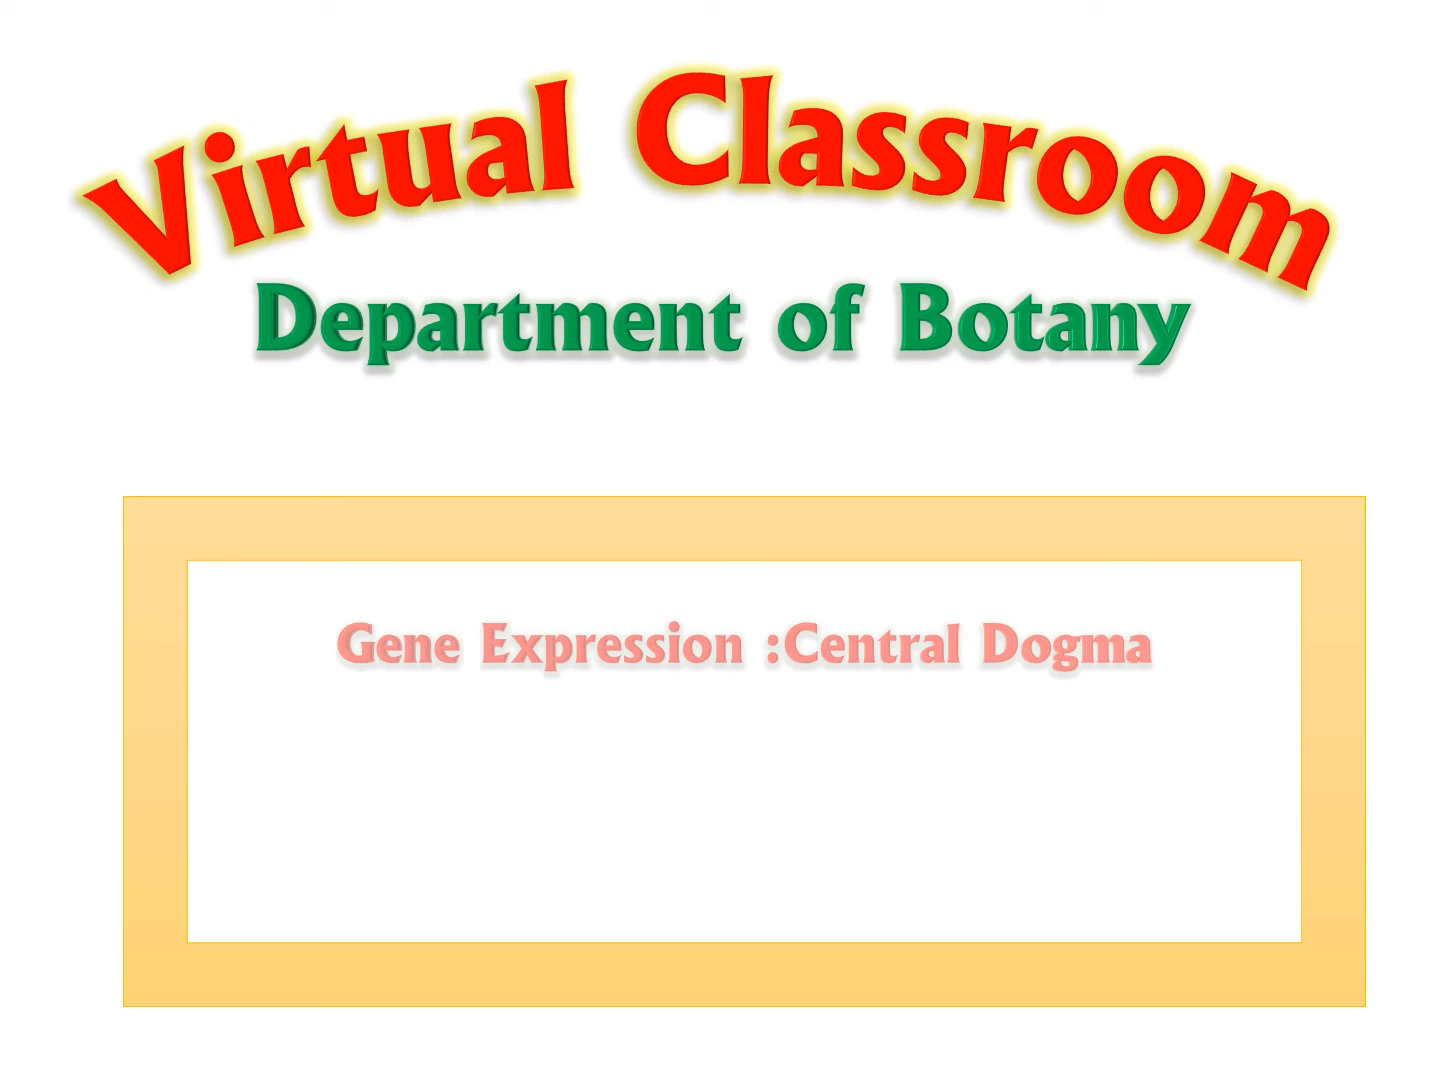 Virtual Classroom
Department of Botany
Gene Expression :Central Dogma